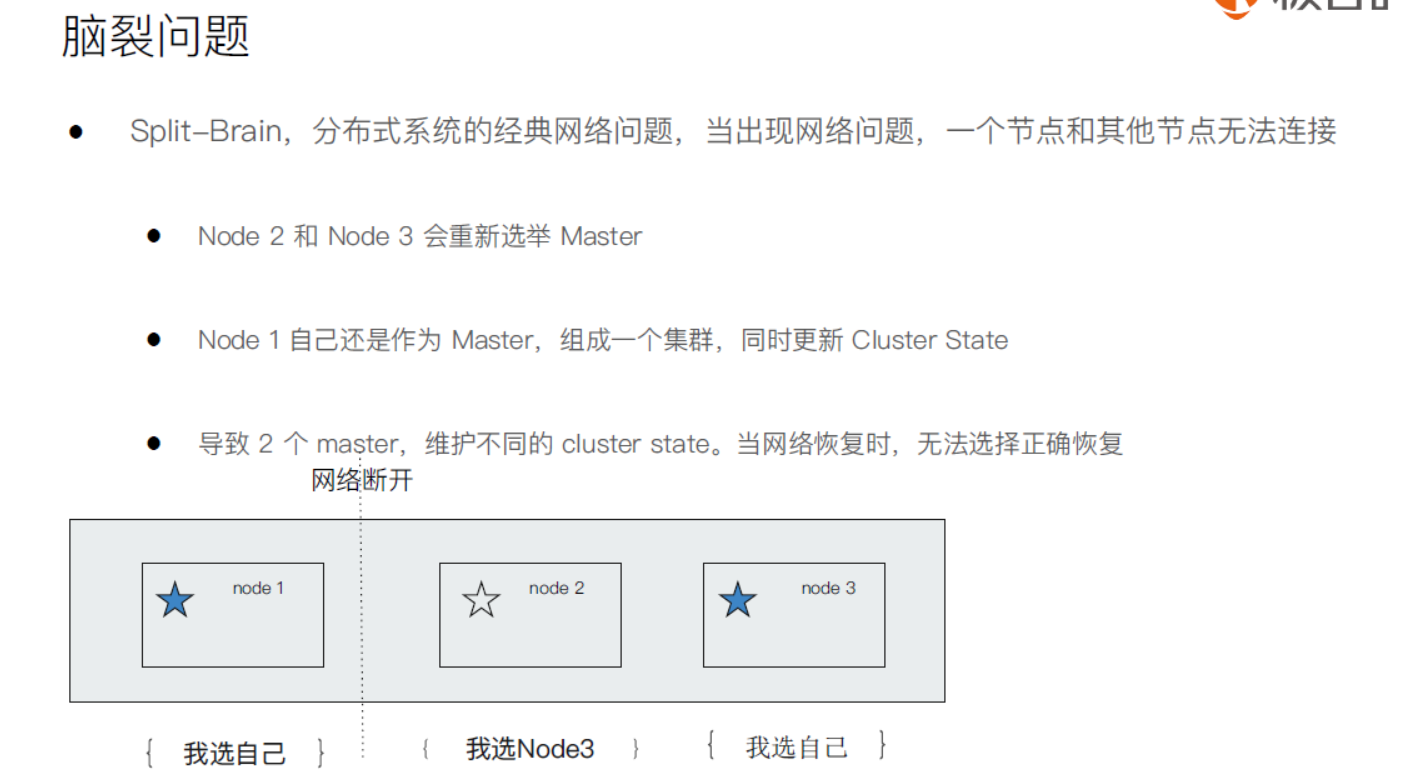 脑裂问题
● Split-Brain，分布式系统的经典网络问题，当出现网络问题，一个节点和其他节点无法连接
● Node 2 和 Node 3 会重新选举 Master
● Node 1 自己还是作为 Master，组成一个集群，同时更新 Cluster State
● 导致 2 个 master，维护不同的 cluster state。当网络恢复时，无法选择正确恢复
网络断开
node 1 node 2 node 3
{ 我选自己 } { 我选Node3 } { 我选自己 }